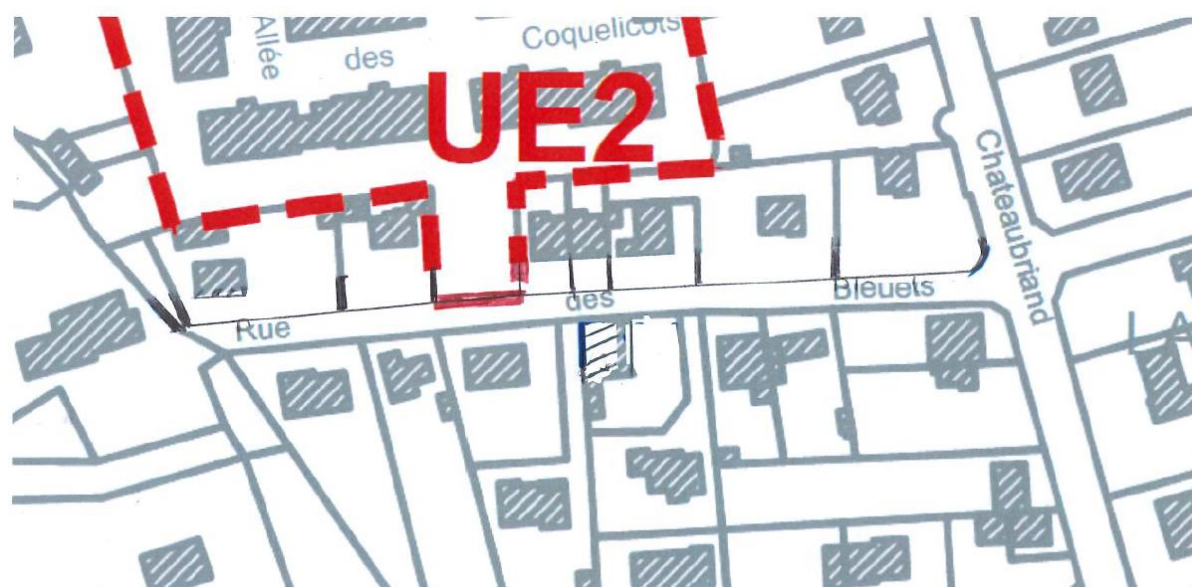 Allée
des
Coquelicots
UE2
Chateaubriand
Rue
des
Bleuets